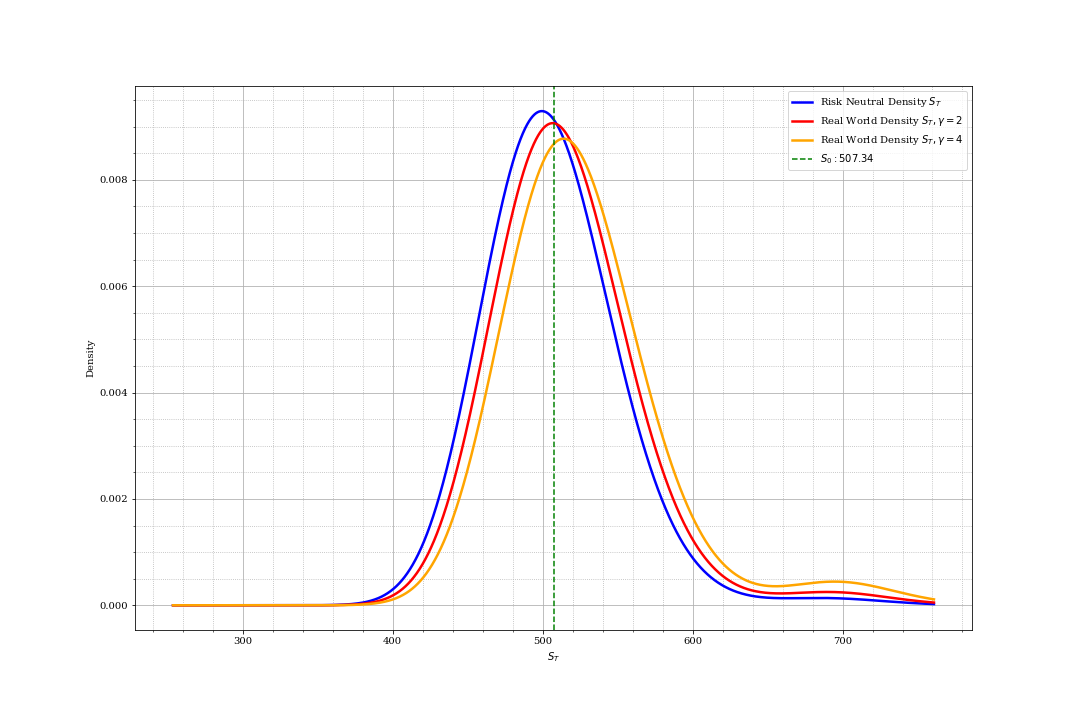 Risk Neutral Density $S_T$
Real World Density $S_T, \gamma = 2$
Real World Density $S_T, \gamma = 4$
$S_0 : 507.34$
0.008
0.006
0.004
0.002
0.000
Density
300 400 500 600 700
$S_T$